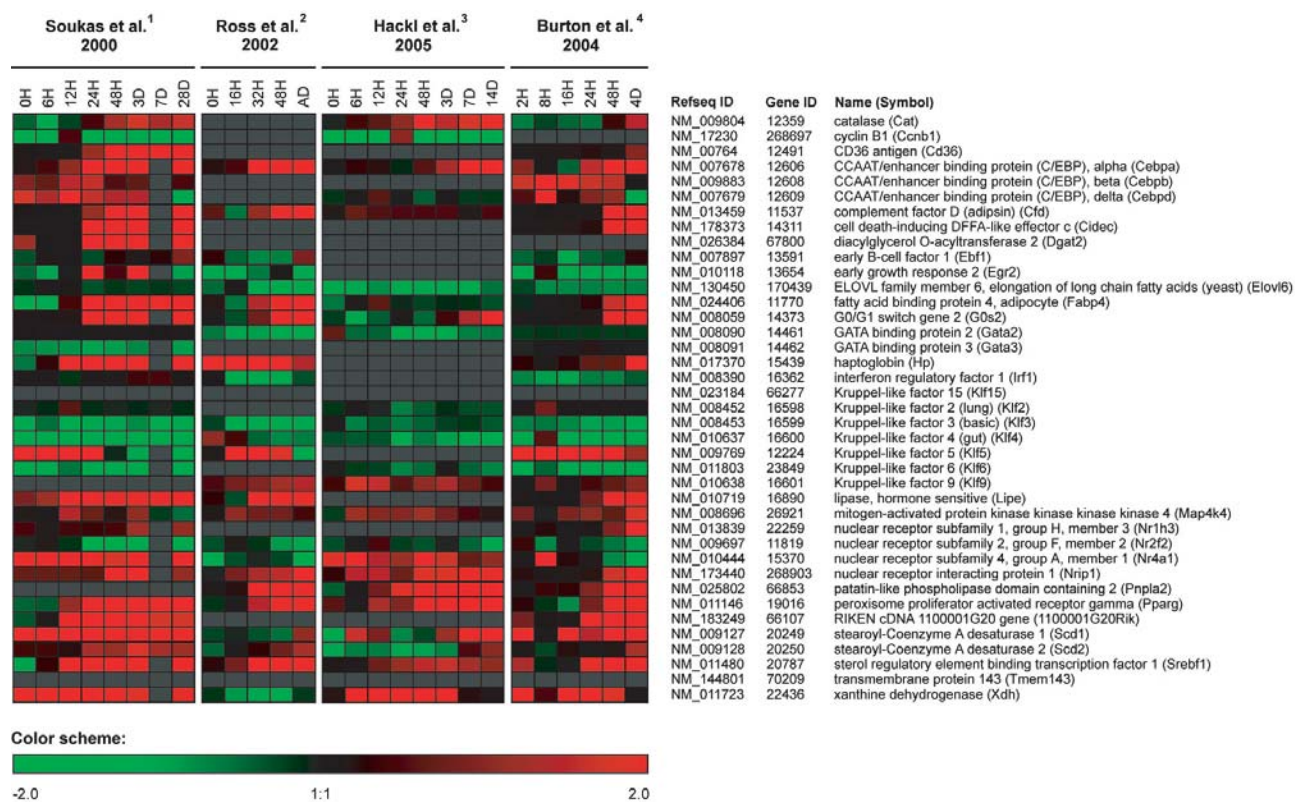 Soukas et al.1 2000
Ross et al.2 2002
Hackl et al.3 2005
Burton et al.4 2004
0H 6H 12H 24H 48H 3D 7D 28D
0H 16H 32H 48H AD
0H 6H 12H 24H 48H 3D 7D 14D
2H 8H 16H 24H 48H 4D
Refseq ID Gene ID Name (Symbol)
NM_009804 12359 catalase (Cat)
NM_17230 268697 cyclin B1 (Ccnb1)
NM_00764 12491 CD36 antigen (Cd36)
NM_007678 12606 CCAAT/enhancer binding protein (C/EBP), alpha (Cebpa)
NM_009883 12608 CCAAT/enhancer binding protein (C/EBP), beta (Cebpb)
NM_007679 12609 CCAAT/enhancer binding protein (C/EBP), delta (Cebpd)
NM_013459 11537 complement factor D (adipsin) (Cfd)
NM_178373 14311 cell death-inducing DFFA-like effector c (Cidec)
NM_026384 67800 diacylglycerol O-acyltransferase 2 (Dgat2)
NM_007897 13591 early B-cell factor 1 (Ebf1)
NM_010118 13654 early growth response 2 (Egr2)
NM_130450 170439 ELOVL family member 6, elongation of long chain fatty acids (yeast) (Elovl6)
NM_024406 11770 fatty acid binding protein 4, adipocyte (Fabp4)
NM_008059 14373 G0/G1 switch gene 2 (G0s2)
NM_008090 14461 GATA binding protein 2 (Gata2)
NM_008091 14462 GATA binding protein 3 (Gata3)
NM_017370 15439 haptoglobin (Hp)
NM_008390 16362 interferon regulatory factor 1 (Irf1)
NM_023184 66277 Kruppel-like factor 15 (Klf15)
NM_008452 16598 Kruppel-like factor 2 (lung) (Klf2)
NM_008453 16599 Kruppel-like factor 3 (basic) (Klf3)
NM_010637 16600 Kruppel-like factor 4 (gut) (Klf4)
NM_009769 12224 Kruppel-like factor 5 (Klf5)
NM_011803 23849 Kruppel-like factor 6 (Klf6)
NM_010638 16601 Kruppel-like factor 9 (Klf9)
NM_010719 16890 lipase, hormone sensitive (Lipe)
NM_008696 26921 mitogen-activated protein kinase kinase kinase kinase 4 (Map4k4)
NM_013839 22259 nuclear receptor subfamily 1, group H, member 3 (Nr1h3)
NM_009697 11819 nuclear receptor subfamily 2, group F, member 2 (Nr2f2)
NM_010444 15370 nuclear receptor subfamily 4, group A, member 1 (Nr4a1)
NM_173440 268903 nuclear receptor interacting protein 1 (Nrip1)
NM_025802 66853 patatin-like phospholipase domain containing 2 (Pnpla2)
NM_011146 19016 peroxisome proliferator activated receptor gamma (Pparg)
NM_183249 66107 RIKEN cDNA 1100001G20 gene (1100001G20Rik)
NM_009127 20249 stearoyl-Coenzyme A desaturase 1 (Scd1)
NM_009128 20250 stearoyl-Coenzyme A desaturase 2 (Scd2)
NM_011480 20787 sterol regulatory element binding transcription factor 1 (Srebf1)
NM_144801 70209 transmembrane protein 143 (Tmem143)
NM_011723 22436 xanthine dehydrogenase (Xdh)
Color scheme:
-2.0 1:1 2.0